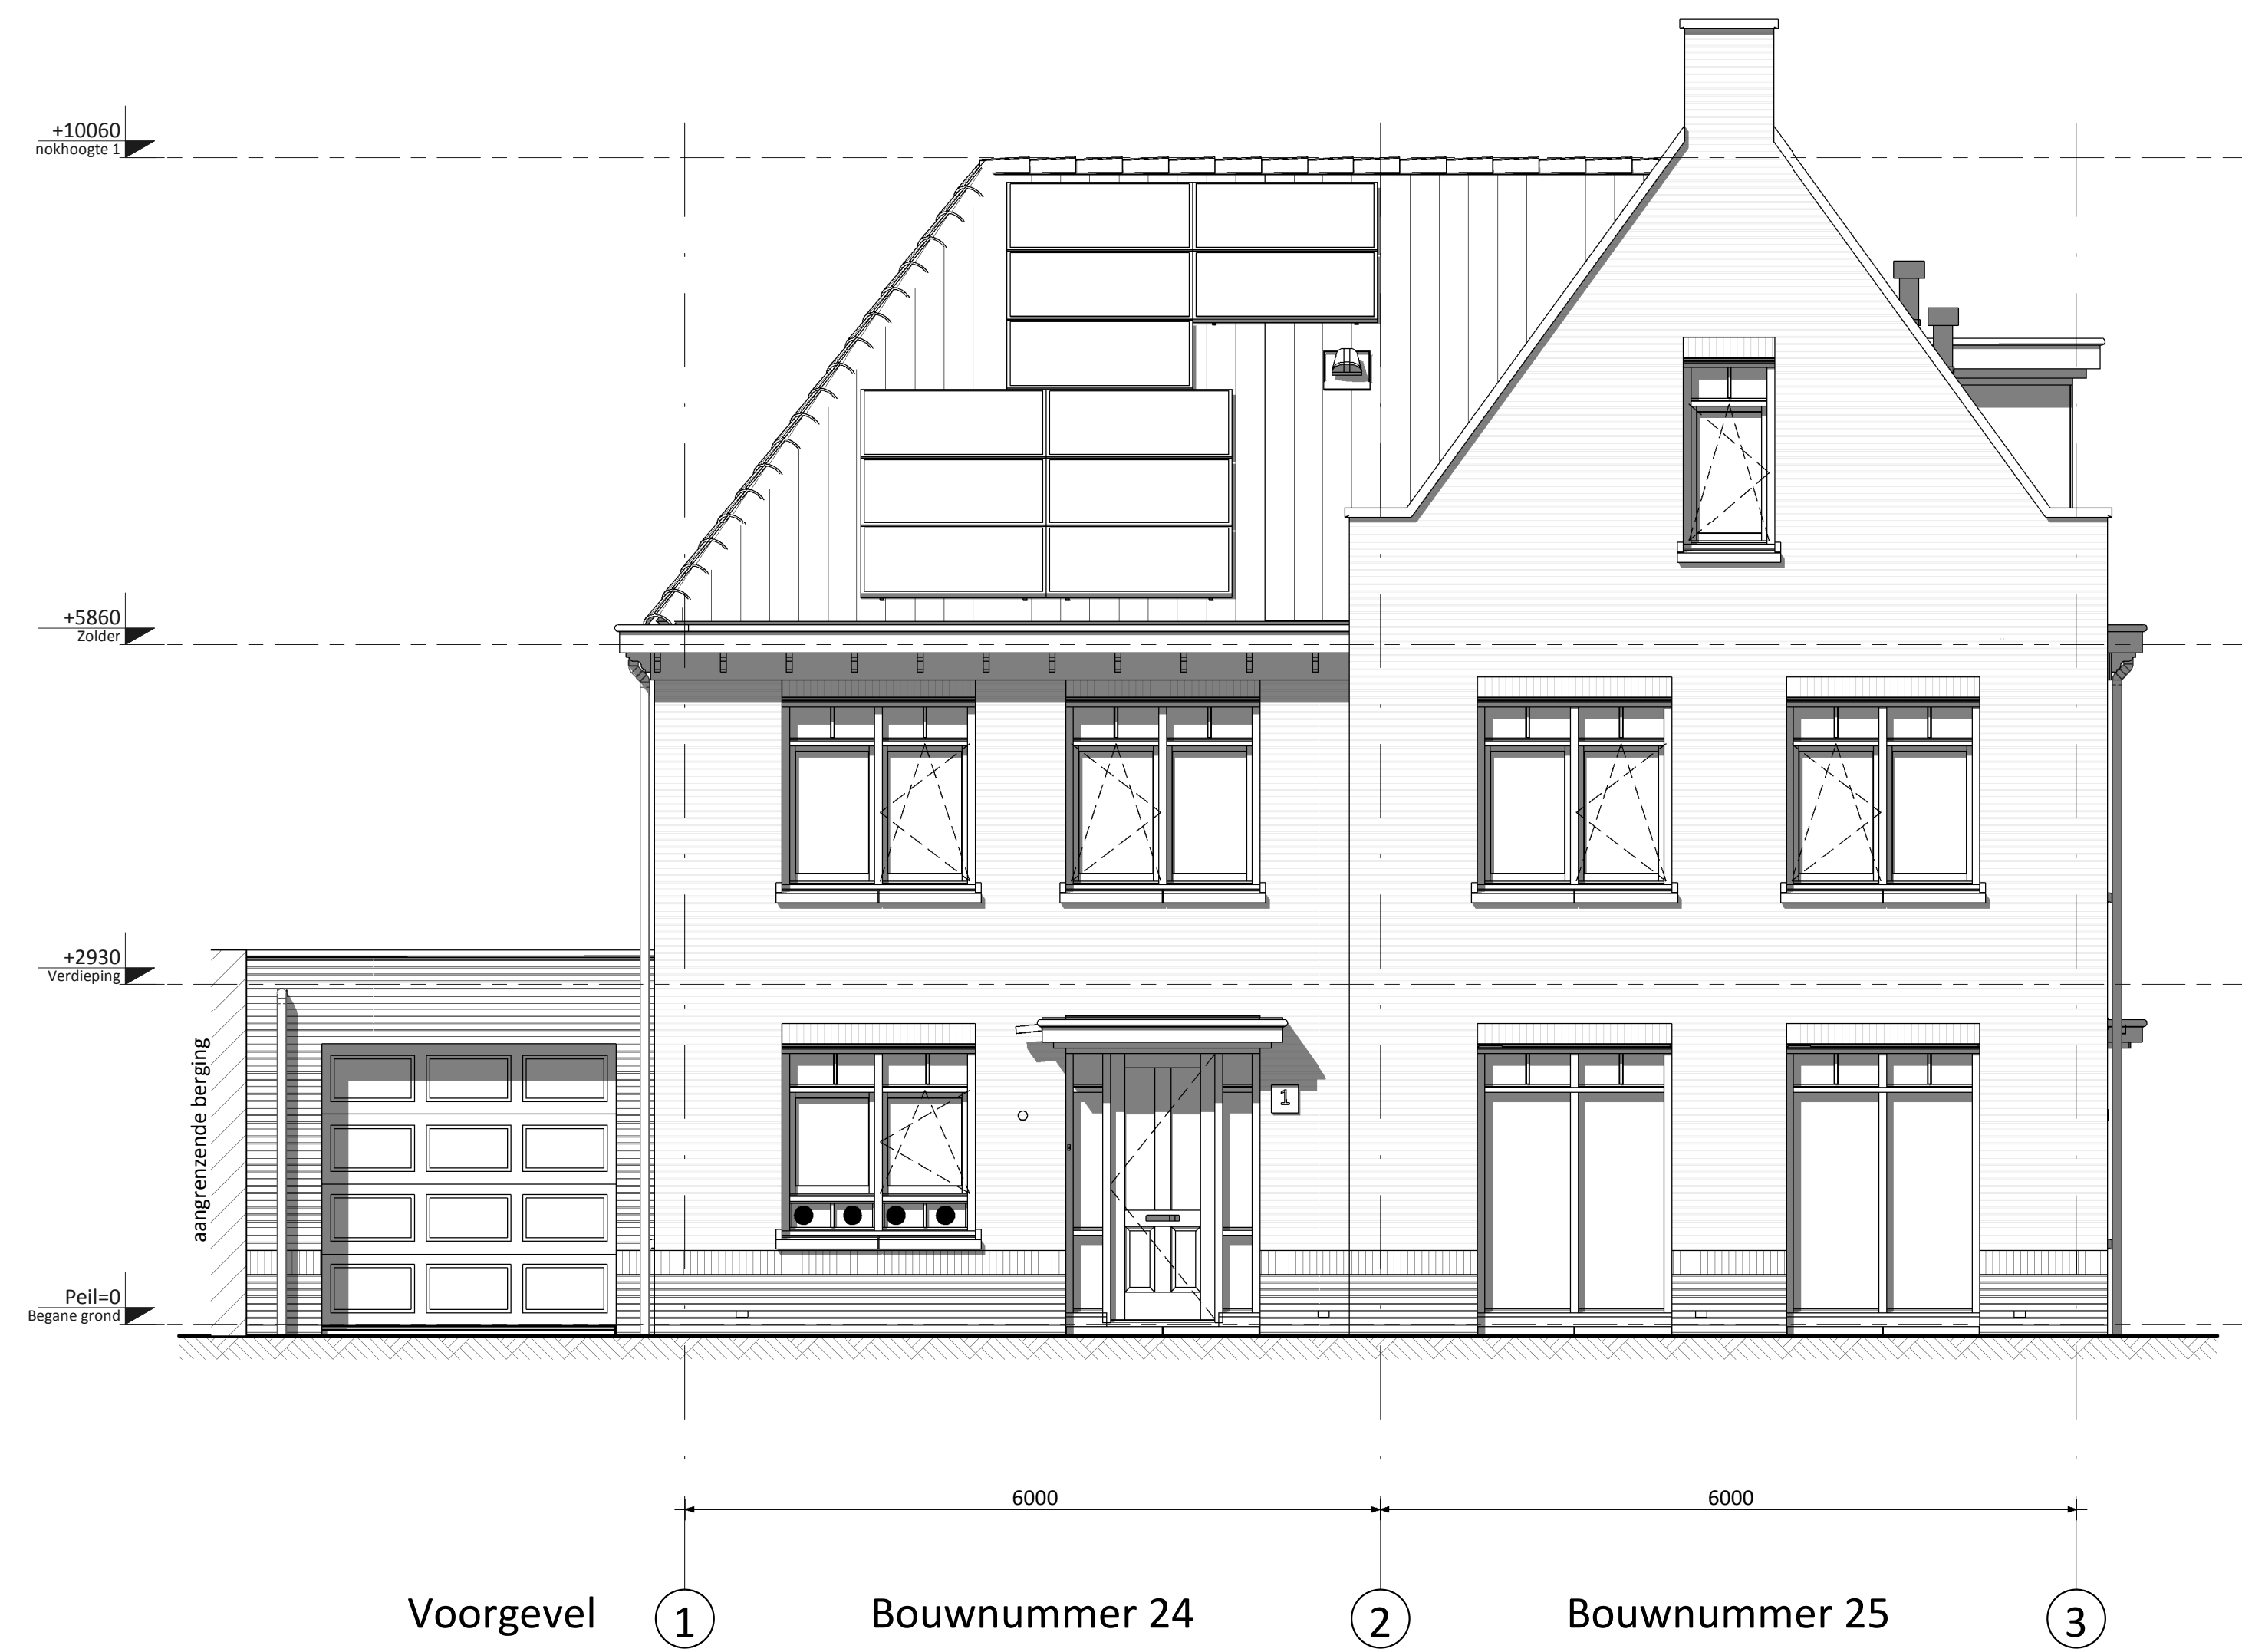 +10060
nokhoogte 1
+5860
Zolder
+2930
Verdieping
aangrenzende berging
1
Peil=0
Begane grond
6000
6000
Voorgevel
1
Bouwnummer 24
2
Bouwnummer 25
3